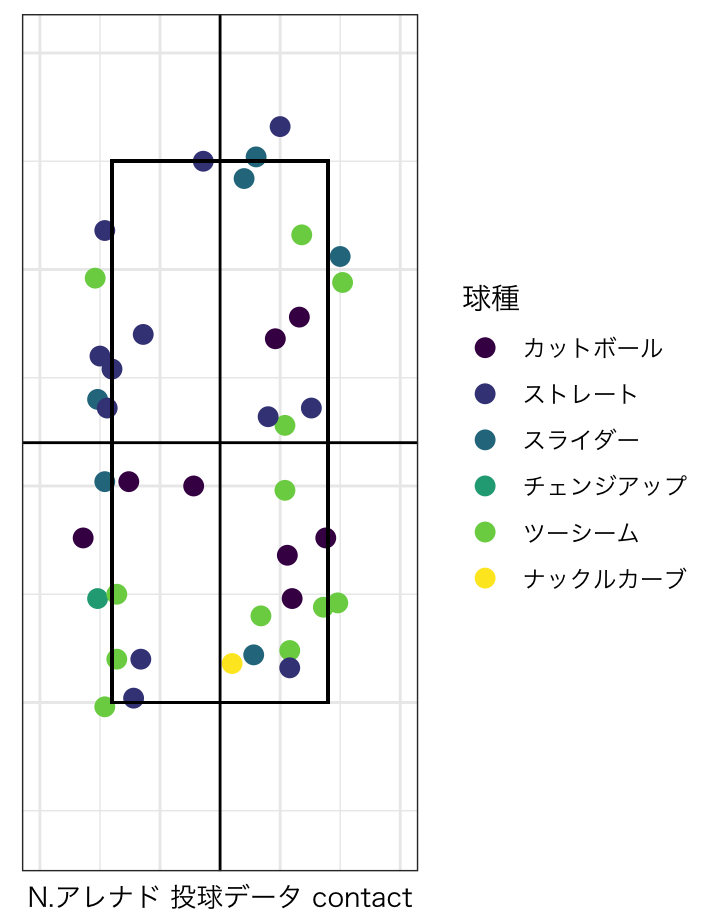 球種
カットボール
ストレート
スライダー
チェンジアップ
ツーシーム
ナックルカーブ
N.アレナド 投球データ contact